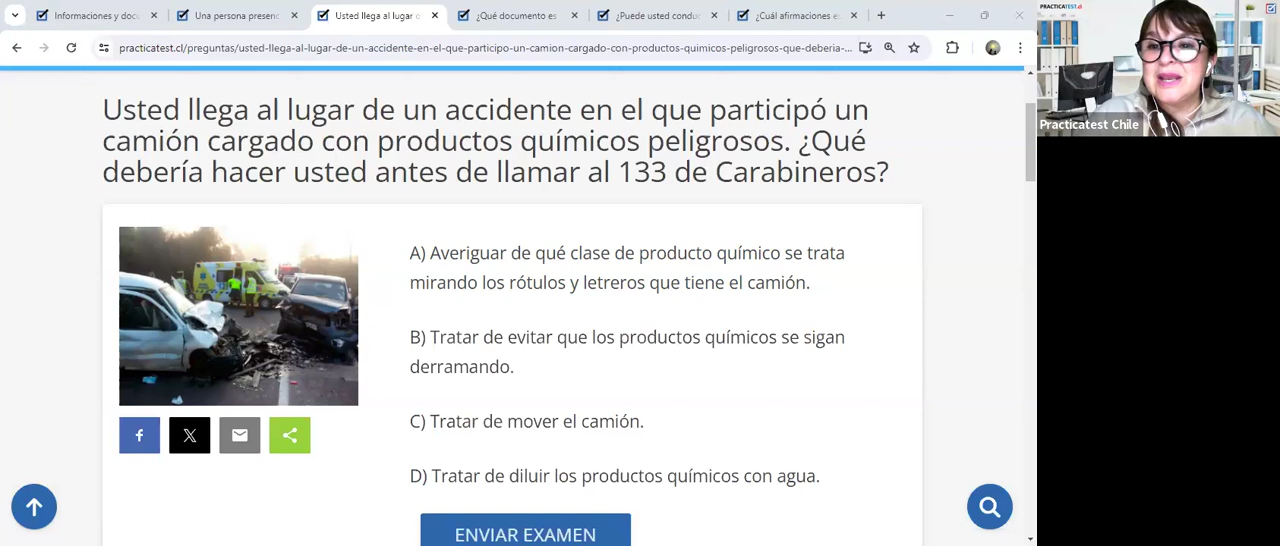 Informaciones y docu
Una persona presenc
Usted llega al lugar o
¿Qué documento es
¿Puede usted conduc
¿Cuál afirmaciones e
practicatest.cl/preguntas/usted-llega-al-lugar-de-un-accidente-en-el-que-participo-un-camion-cargado-con-productos-quimicos-peligrosos-que-deberia-...
PRACTICATEST.cl
Practicatest Chile
Usted llega al lugar de un accidente en el que participó un
camión cargado con productos químicos peligrosos. ¿Qué
debería hacer usted antes de llamar al 133 de Carabineros?
A) Averiguar de qué clase de producto químico se trata
mirando los rótulos y letreros que tiene el camión.
B) Tratar de evitar que los productos químicos se sigan
derramando.
C) Tratar de mover el camión.
D) Tratar de diluir los productos químicos con agua.
ENVIAR EXAMEN